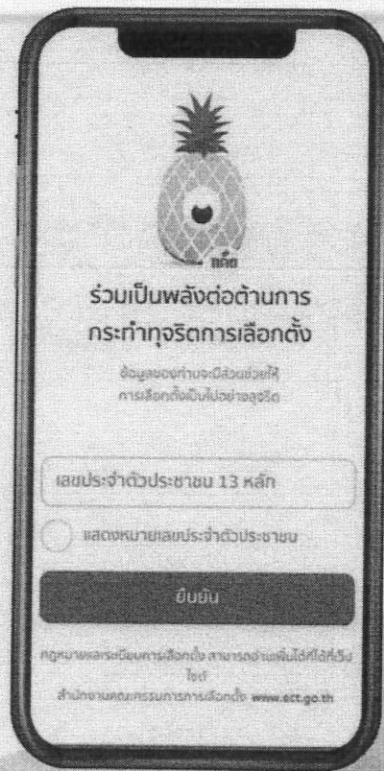 ร่วมเป็นพลังต่อต้านการ
กระทำทุจริตการเลือกตั้ง
ข้อมูลของท่านจะมีส่วนช่วยให้
การเลือกตั้งเป็นไปอย่างสุจริต
เลขประจำตัวประชาชน 13 หลัก
แสดงหมายเลขประจำตัวประชาชน
ยืนยัน
กฎหมายและระเบียบการเลือกตั้ง สามารถอ่านเพิ่มได้ที่ได้ที่เว็บ
ไซต์
สำนักงานคณะกรรมการการเลือกตั้ง www.ect.go.th